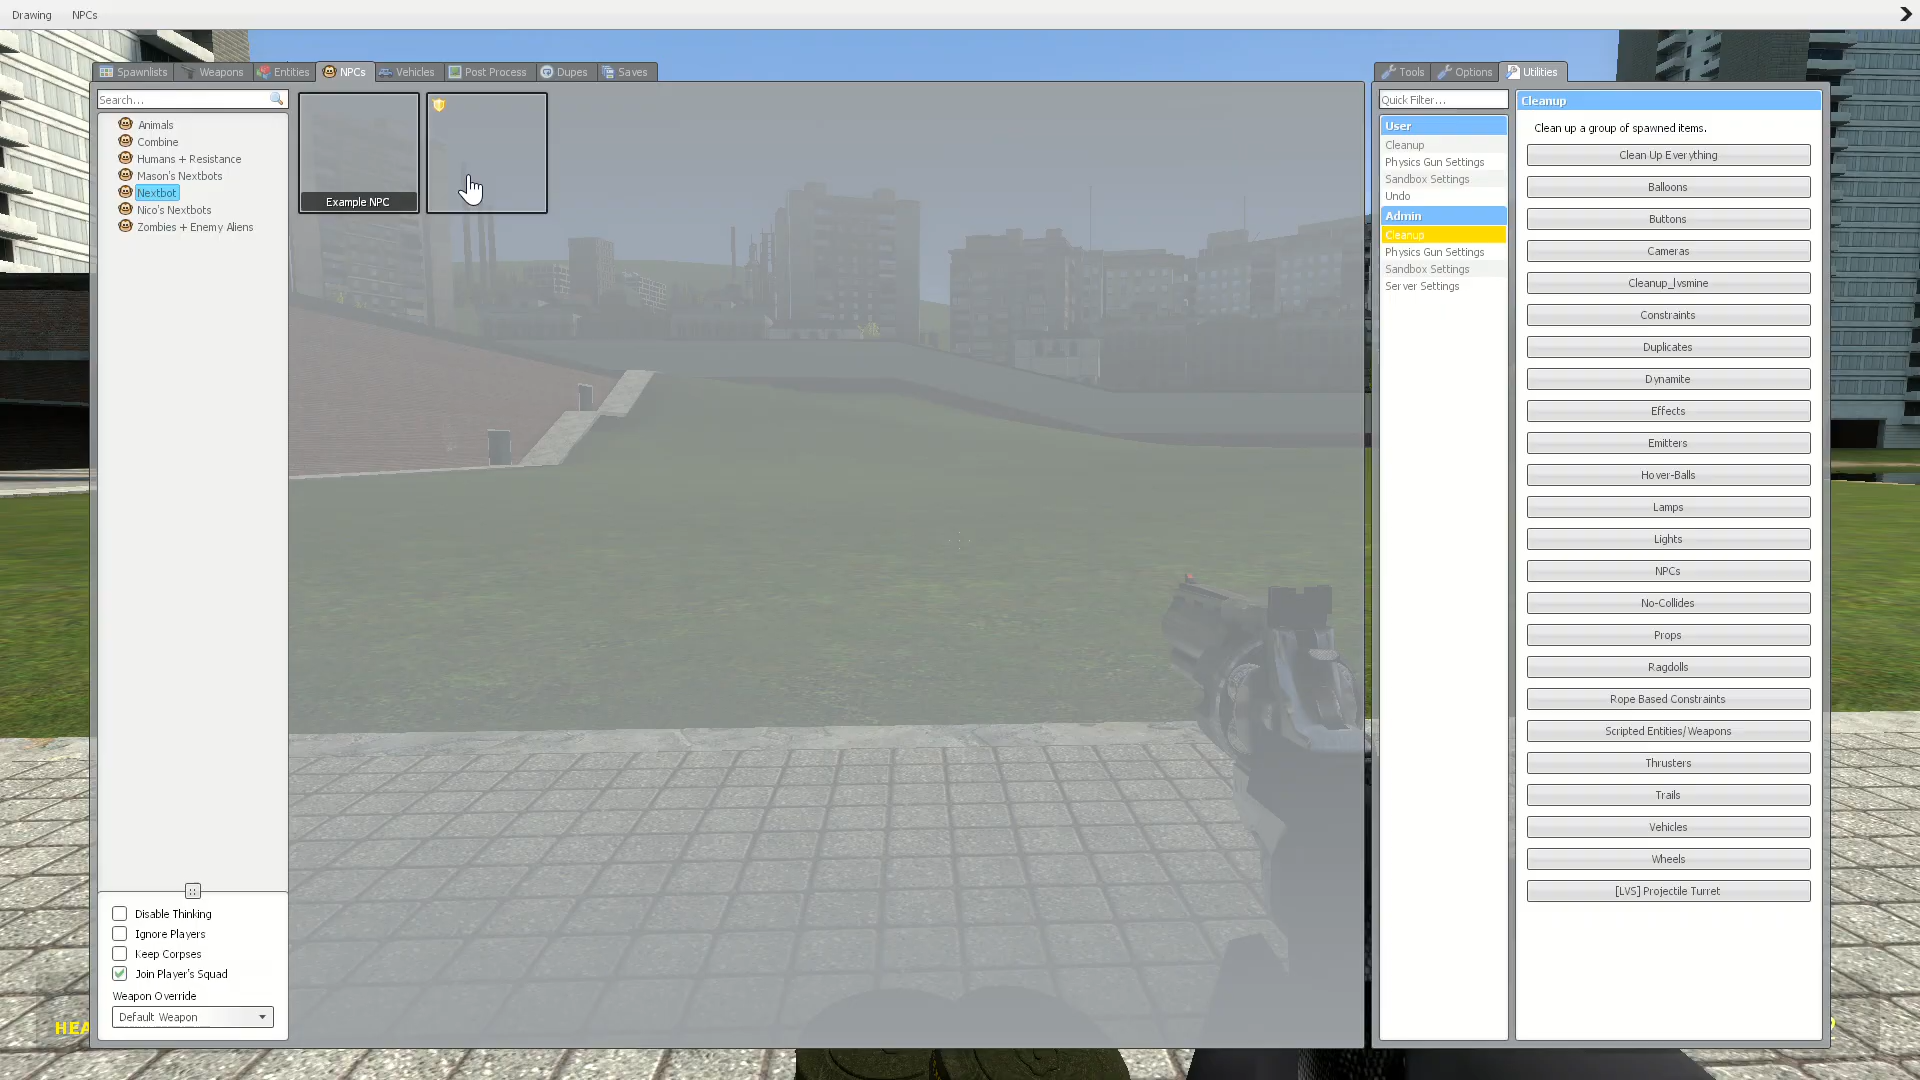 Drawing NPCs
Spawnlists Weapons Entities NPCs Vehicles Post Process Dupes Saves
Search...
Animals
Combine
Humans + Resistance
Mason's Nextbots
Nextbot
Nico's Nextbots
Zombies + Enemy Aliens
Example NPC
Disable Thinking
Ignore Players
Keep Corpses
Join Player's Squad
Weapon Override
Default Weapon
HEA
Tools Options Utilities
Quick Filter...
User
Cleanup
Physics Gun Settings
Sandbox Settings
Undo
Admin
Cleanup
Physics Gun Settings
Sandbox Settings
Server Settings
Cleanup
Clean up a group of spawned items.
Clean Up Everything
Balloons
Buttons
Cameras
Cleanup_lvsmine
Constraints
Duplicates
Dynamite
Effects
Emitters
Hover-Balls
Lamps
Lights
NPCs
No-Collides
Props
Ragdolls
Rope Based Constraints
Scripted Entities/Weapons
Thrusters
Trails
Vehicles
Wheels
[LVS] Projectile Turret